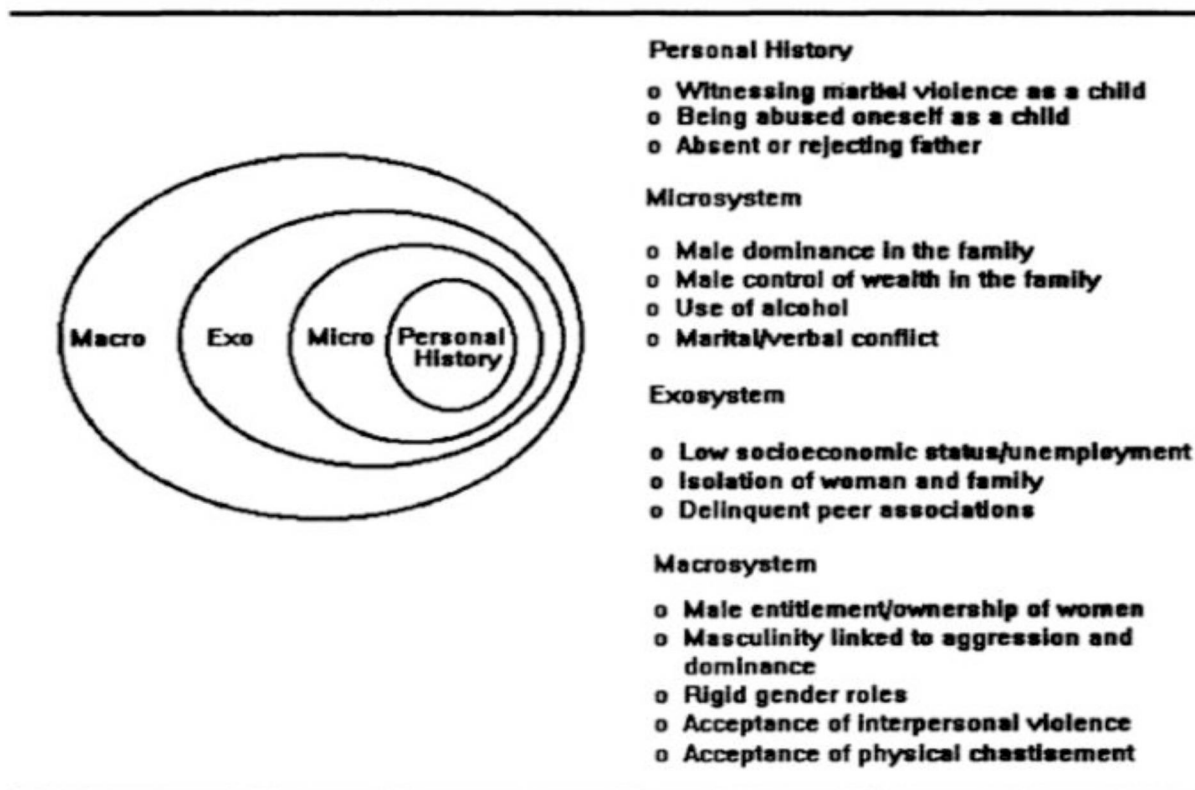 Macro
Exo
Micro
Personal
History
Personal History
o Witnessing marital violence as a child
o Being abused oneself as a child
o Absent or rejecting father
Microsystem
o Male dominance in the family
o Male control of wealth in the family
o Use of alcohol
o Marital/verbal conflict
Exosystem
o Low socioeconomic status/unemployment
o Isolation of woman and family
o Delinquent peer associations
Macrosystem
o Male entitlement/ownership of women
o Masculinity linked to aggression and
dominance
o Rigid gender roles
o Acceptance of interpersonal violence
o Acceptance of physical chastisement